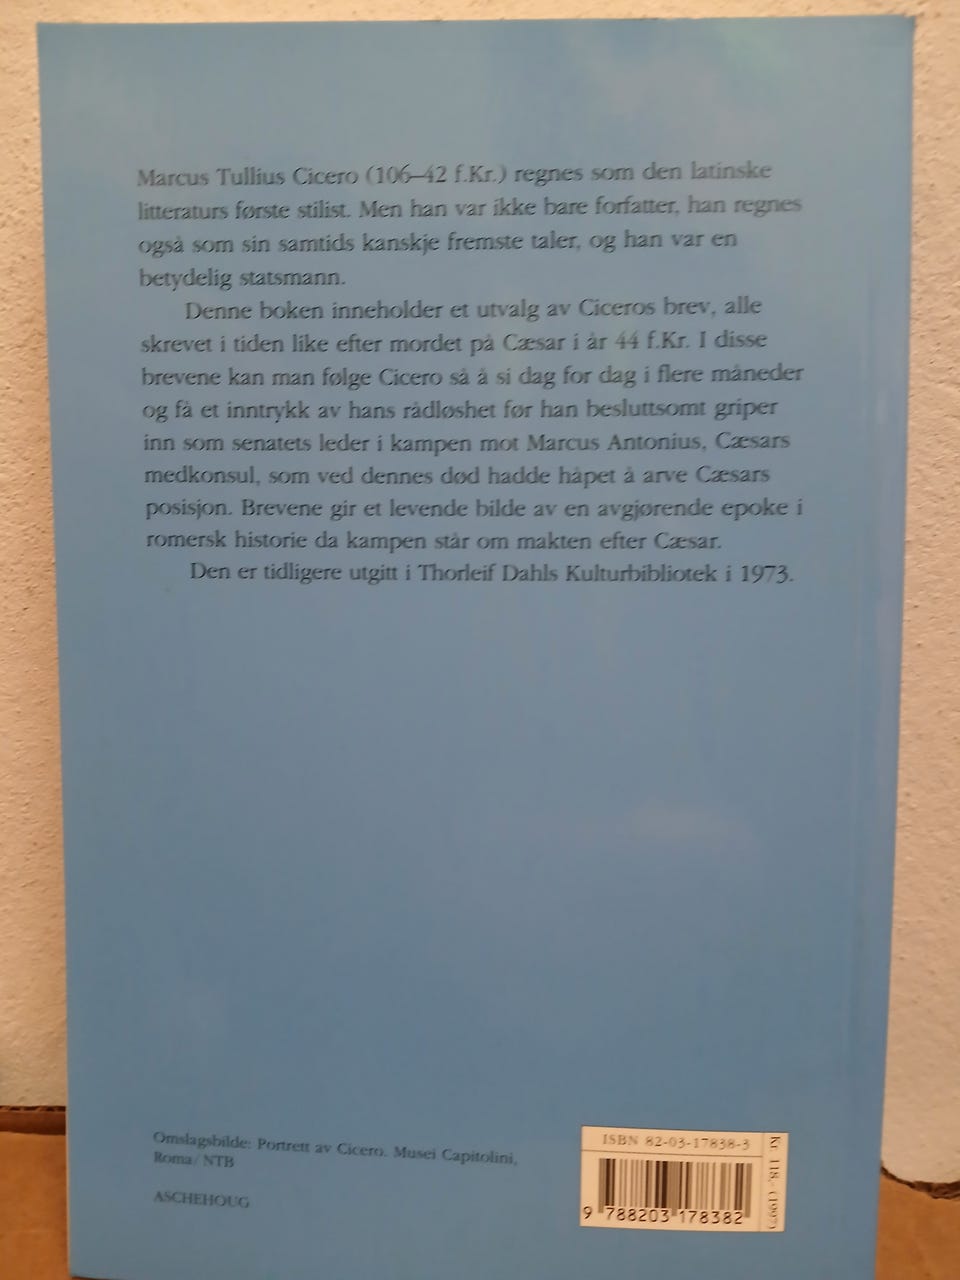 Marcus Tullius Cicero (106–42 f.Kr.) regnes som den latinske
litteraturs første stilist. Men han var ikke bare forfatter, han regnes
også som sin samtids kanskje fremste taler, og han var en
betydelig statsmann.
Denne boken inneholder et utvalg av Ciceros brev, alle
skrevet i tiden like efter mordet på Cæsar i år 44 f.Kr. I disse
brevene kan man følge Cicero så å si dag for dag i flere måneder
og få et inntrykk av hans rådløshet før han besluttsomt griper
inn som senatets leder i kampen mot Marcus Antonius, Cæsars
medkonsul, som ved dennes død hadde håpet å arve Cæsars
posisjon. Brevene gir et levende bilde av en avgjørende epoke i
romersk historie da kampen står om makten efter Cæsar.
Den er tidligere utgitt i Thorleif Dahls Kulturbibliotek i 1973.
Omslagsbilde: Portrett av Cicero. Musei Capitolini,
Roma/ NTB
ASCHEHOUG
ISBN 82-03-17838-3
9 788203 178382
Kr. 118,- (1997)